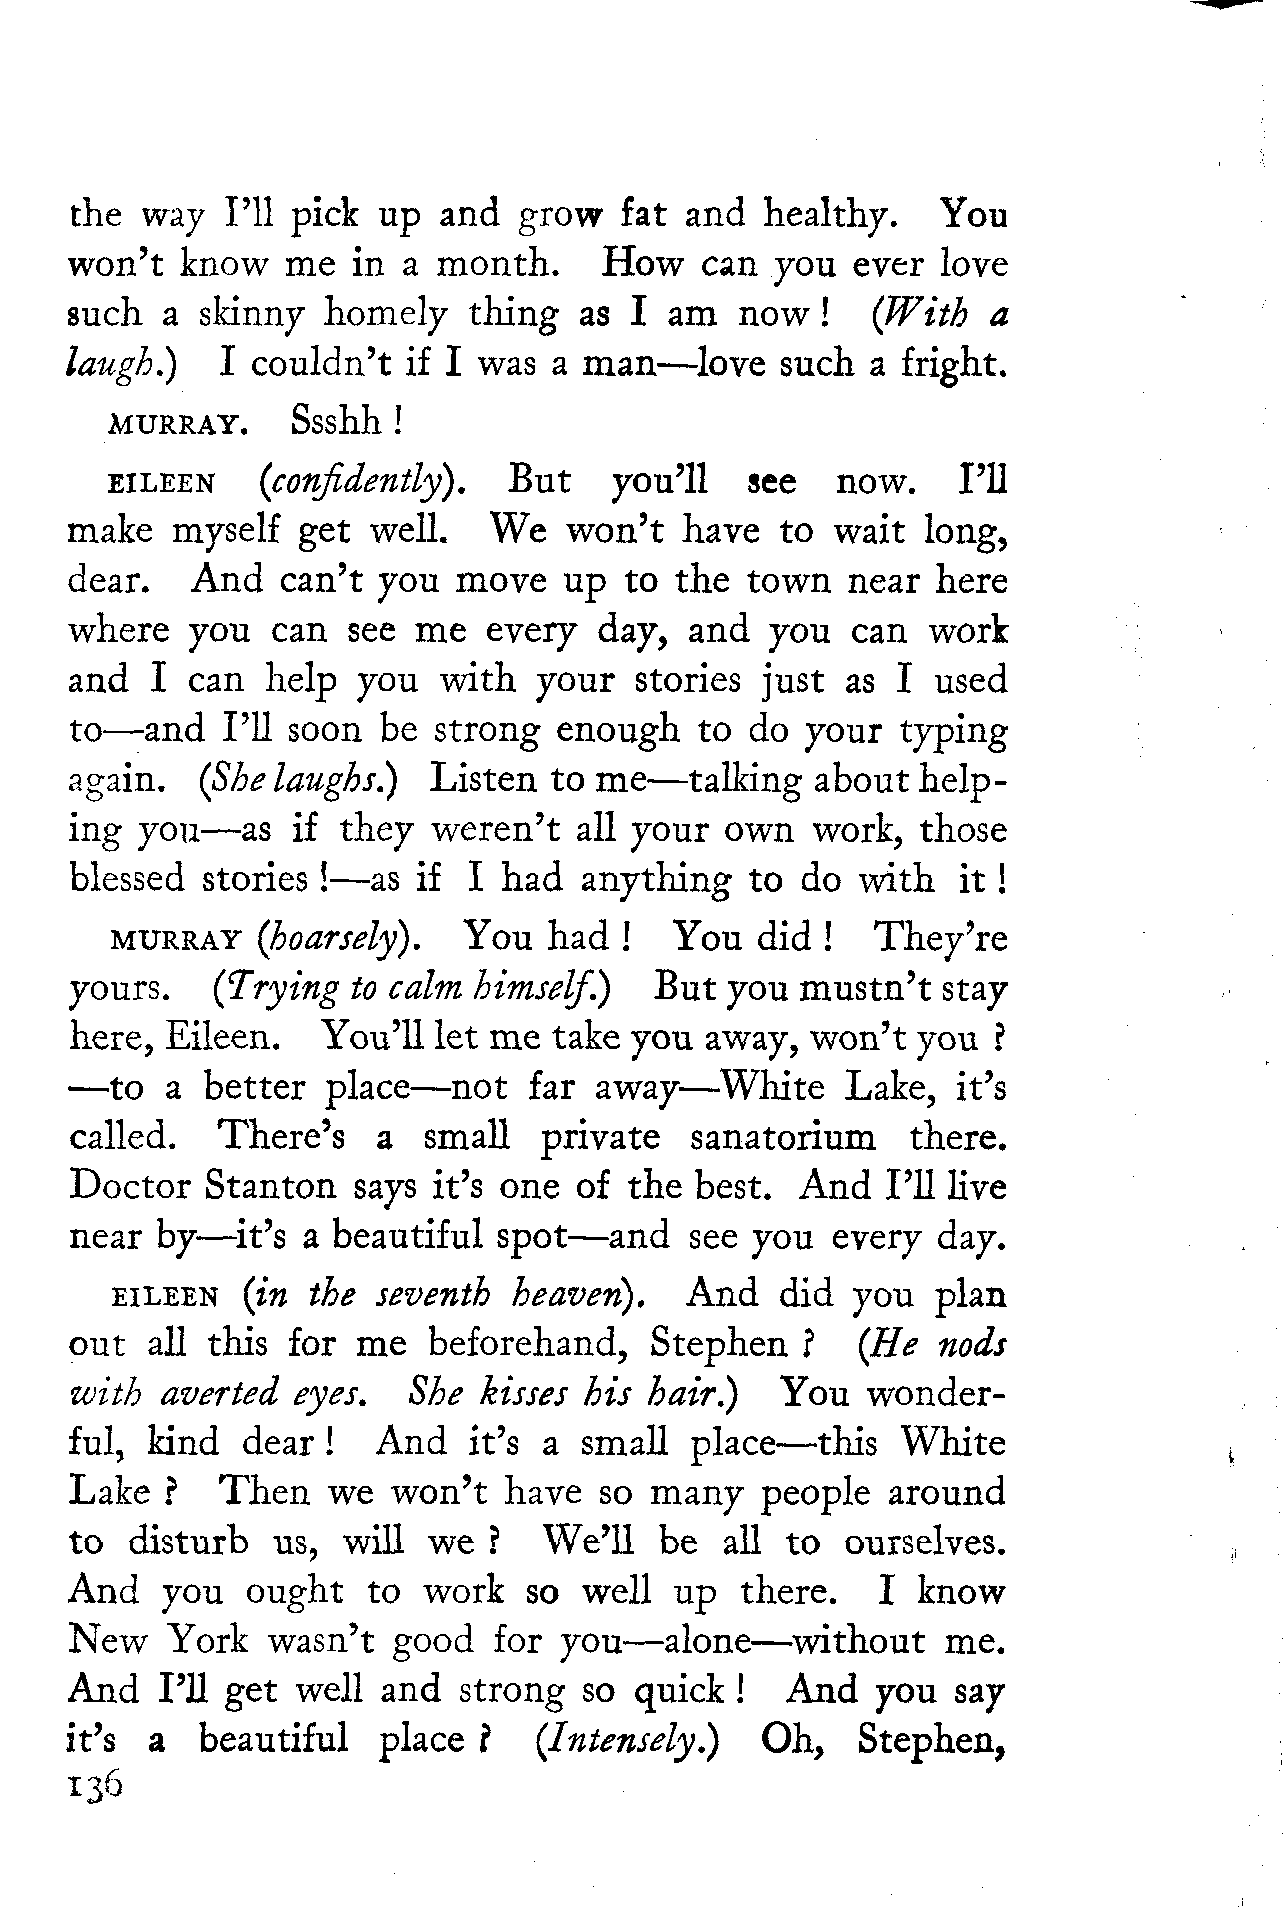 the way I'll pick up and grow fat and healthy. You
won't know me in a month. How can you ever love
such a skinny homely thing as I am now ! (With a
laugh.) I couldn't if I was a man—love such a fright.
MURRAY. Ssshh !
EILEEN (confidently). But you'll see now. I'll
make myself get well. We won't have to wait long,
dear. And can't you move up to the town near here
where you can see me every day, and you can work
and I can help you with your stories just as I used
to—and I'll soon be strong enough to do your typing
again. (She laughs.) Listen to me—talking about help-
ing you—as if they weren't all your own work, those
blessed stories !—as if I had anything to do with it !
MURRAY (hoarsely). You had ! You did ! They're
yours. (Trying to calm himself.) But you mustn't stay
here, Eileen. You'll let me take you away, won't you ?
—to a better place—not far away—White Lake, it's
called. There's a small private sanatorium there.
Doctor Stanton says it's one of the best. And I'll live
near by—it's a beautiful spot—and see you every day.
EILEEN (in the seventh heaven). And did you plan
out all this for me beforehand, Stephen ? (He nods
with averted eyes. She kisses his hair.) You wonder-
ful, kind dear ! And it's a small place—this White
Lake ? Then we won't have so many people around
to disturb us, will we ? We'll be all to ourselves.
And you ought to work so well up there. I know
New York wasn't good for you—alone—without me.
And I'll get well and strong so quick ! And you say
it's a beautiful place ? (Intensely.) Oh, Stephen,
136